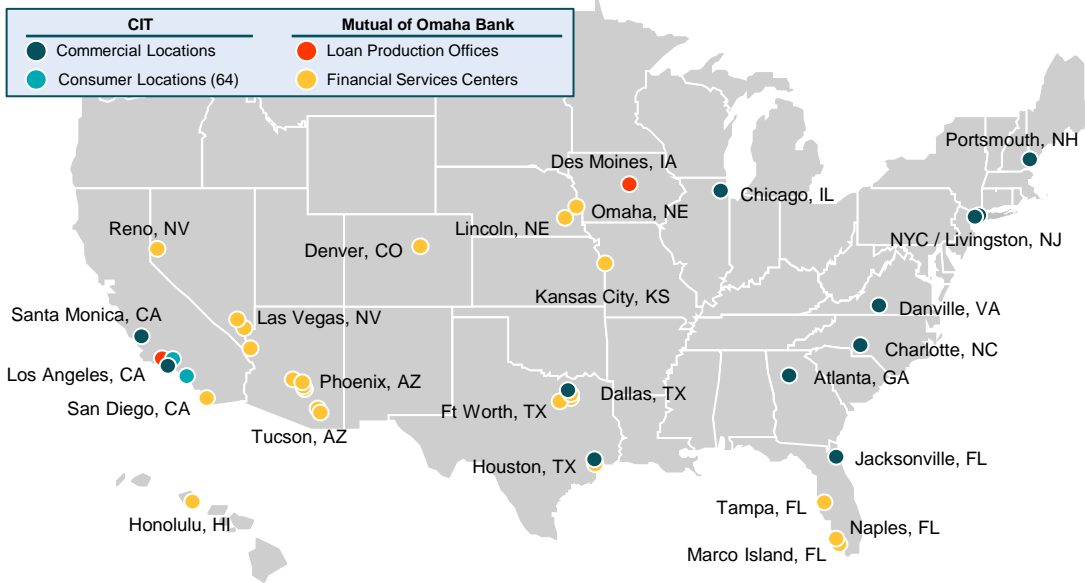 CIT
Mutual of Omaha Bank
Commercial Locations
Loan Production Offices
Consumer Locations (64)
Financial Services Centers
Portsmouth, NH
Des Moines, IA
Chicago, IL
Omaha, NE
Reno, NV
Lincoln, NE
Denver, CO
NYC / Livingston, NJ
Kansas City, KS
Danville, VA
Santa Monica, CA
Las Vegas, NV
Charlotte, NC
Los Angeles, CA
Phoenix, AZ
Atlanta, GA
Dallas, TX
San Diego, CA
Ft Worth, TX
Tucson, AZ
Houston, TX
Jacksonville, FL
Tampa, FL
Honolulu, HI
Naples, FL
Marco Island, FL